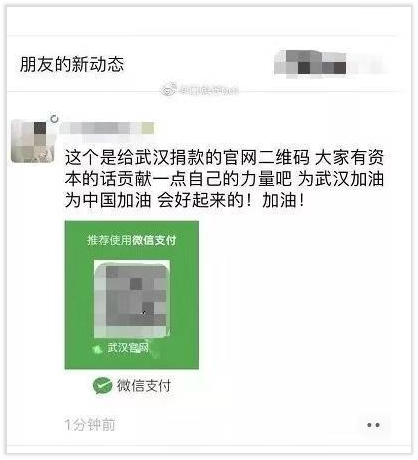 朋友的新动态
这个是给武汉捐款的官网二维码 大家有资
本的话贡献一点自己的力量吧 为武汉加油
为中国加油 会好起来的！加油！
推荐使用微信支付
武汉官网
微信支付
1分钟前